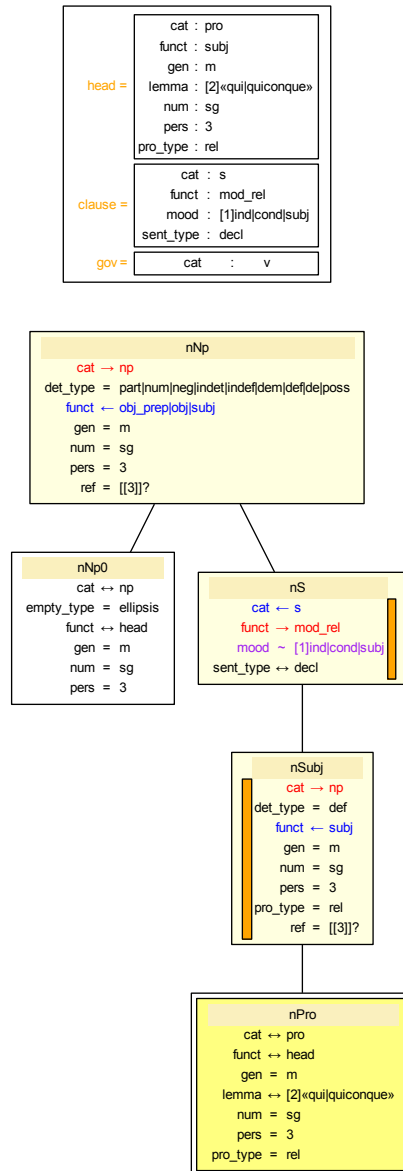 head =
cat : pro
funct : subj
gen : m
lemma : [2]«qui|quiconque»
num : sg
pers : 3
pro_type : rel
clause =
cat : s
funct : mod_rel
mood : [1]ind|cond|subj
sent_type : decl
gov =
cat : v
nNp
cat → np
det_type = part|num|neg|indet|indef|dem|def|de|poss
funct ← obj_prep|obj|subj
gen = m
num = sg
pers = 3
ref = [[3]]?
nNp0
cat ↔ np
empty_type = ellipsis
funct ↔ head
gen = m
num = sg
pers = 3
nS
cat ← s
funct → mod_rel
mood ~ [1]ind|cond|subj
sent_type ↔ decl
nSubj
cat → np
det_type = def
funct ← subj
gen = m
num = sg
pers = 3
pro_type = rel
ref = [[3]]?
nPro
cat ↔ pro
funct ↔ head
gen = m
lemma ↔ [2]«qui|quiconque»
num = sg
pers = 3
pro_type = rel